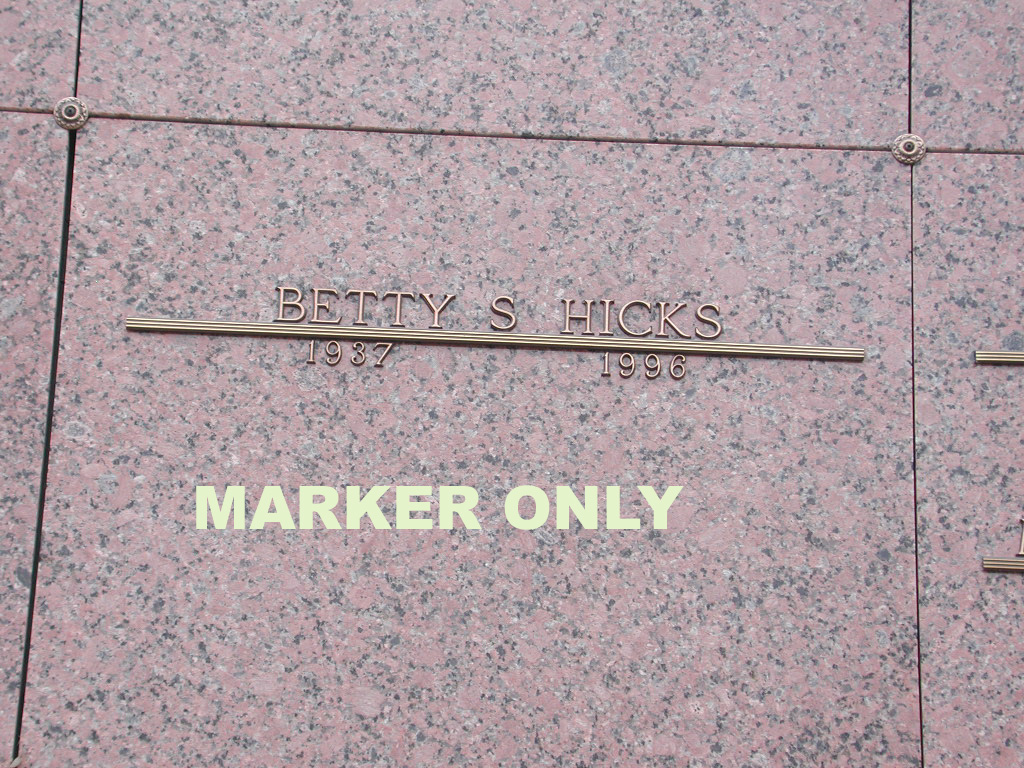 BETTY S HICKS
1937 1996
MARKER ONLY